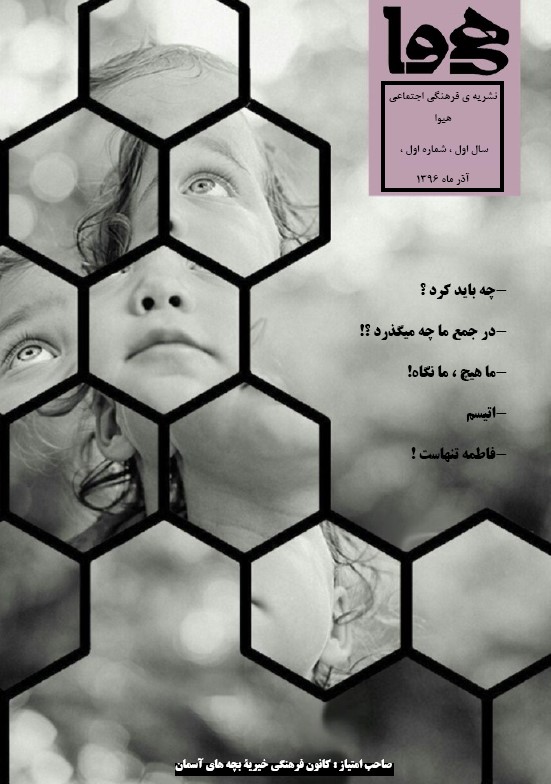 هیوا
نشریه ی فرهنگی اجتماعی
هیوا
سال اول ، شماره اول ،
آذر ماه ۱۳۹۶
–چه باید کرد ؟
–در جمع ما چه میگذرد ؟!
–ما هیچ ، ما نگاه!
–اتیسم
–فاطمه تنهاست !
صاحب امتیاز : کانون فرهنگی خیریۀ بچه های آسمان